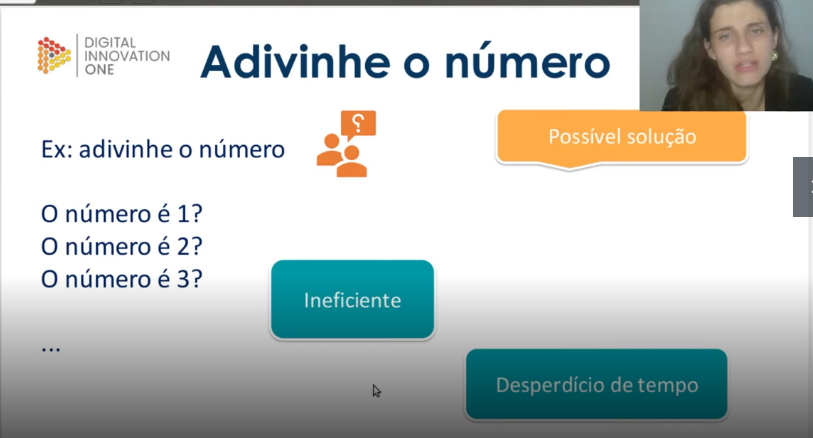 DIGITAL
INNOVATION
ONE
Adivinhe o número
Ex: adivinhe o número
?
Possível solução
O número é 1?
O número é 2?
O número é 3?
Ineficiente
...
Desperdício de tempo